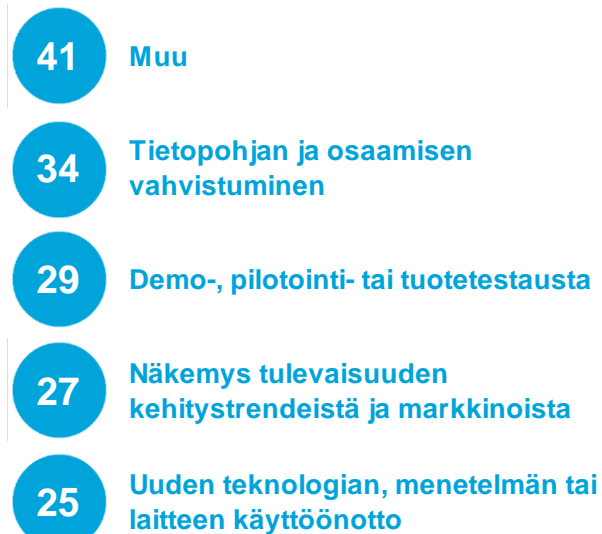 41 Muu
34 Tietopohjan ja osaamisen
vahvistuminen
29 Demo-, pilotointi- tai tuotetestausta
27 Näkemys tulevaisuuden
kehitystrendeistä ja markkinoista
25 Uuden teknologian, menetelmän tai
laitteen käyttöönotto